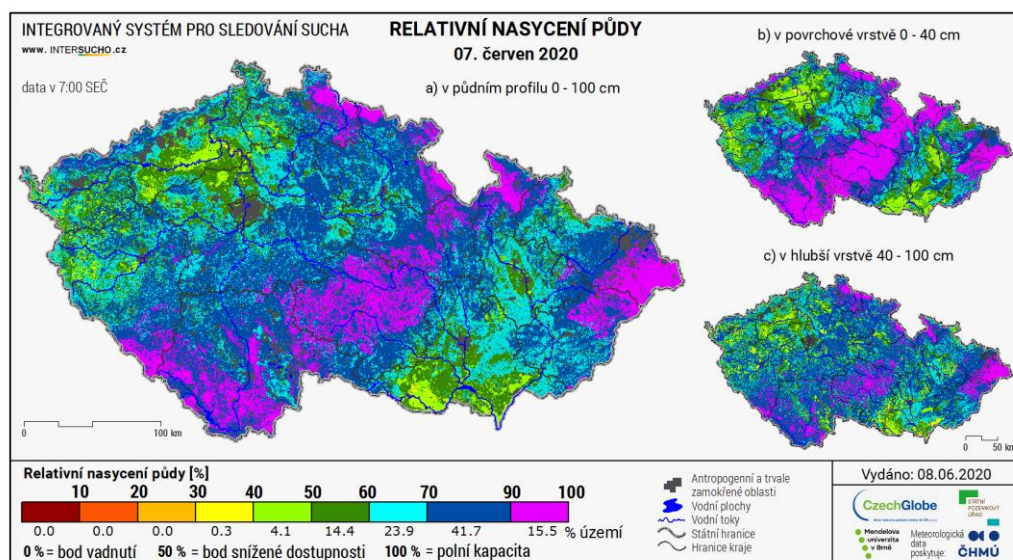 INTEGROVANÝ SYSTÉM PRO SLEDOVÁNÍ SUCHA
www. INTERSUCHO.cz
data v 7:00 SEČ
RELATIVNÍ NASYCENÍ PŮDY
07. červen 2020
a) v půdním profilu 0 - 100 cm
b) v povrchové vrstvě 0 - 40 cm
c) v hlubší vrstvě 40 - 100 cm
0 100 km
0 50 km
Relativní nasycení půdy [%]
10 20 30 40 50 60 70 90 100
0.0 0.0 0.0 0.3 4.1 14.4 23.9 41.7 15.5 % území
0 % = bod vadnutí 50 % = bod snížené dostupnosti 100 % = polní kapacita
Antropogenní a trvale
zamokřené oblasti
Vodní plochy
Vodní toky
Státní hranice
Hranice kraje
Vydáno: 08.06.2020
CzechGlobe
STÁTNÍ
POZEMKOVÝ
ÚŘAD
Mendelova
univerzita
v Brně
Meteorologická
data
poskytuje:
ČHMÚ